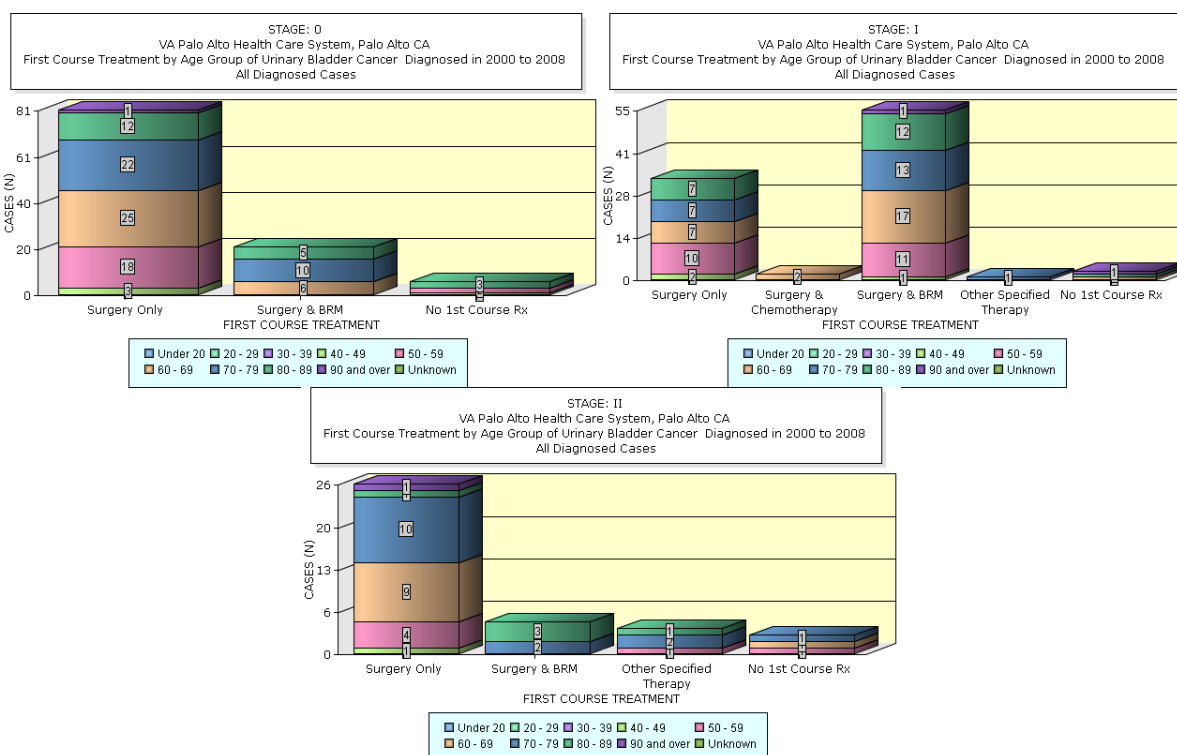 STAGE: 0
VA Palo Alto Health Care System, Palo Alto CA
First Course Treatment by Age Group of Urinary Bladder Cancer Diagnosed in 2000 to 2008
All Diagnosed Cases
CASES (N)
81
61
40
20
0
1
12
22
25
18
3
5
10
6
3
Surgery Only
Surgery & BRM
No 1st Course Rx
FIRST COURSE TREATMENT
Under 20
20 - 29
30 - 39
40 - 49
50 - 59
60 - 69
70 - 79
80 - 89
90 and over
Unknown
STAGE: I
VA Palo Alto Health Care System, Palo Alto CA
First Course Treatment by Age Group of Urinary Bladder Cancer Diagnosed in 2000 to 2008
All Diagnosed Cases
CASES (N)
55
41
28
14
0
7
7
7
10
2
2
1
12
13
17
11
1
1
1
Surgery Only
Surgery &
Chemotherapy
Surgery & BRM
Other Specified
Therapy
No 1st Course Rx
FIRST COURSE TREATMENT
Under 20
20 - 29
30 - 39
40 - 49
50 - 59
60 - 69
70 - 79
80 - 89
90 and over
Unknown
STAGE: II
VA Palo Alto Health Care System, Palo Alto CA
First Course Treatment by Age Group of Urinary Bladder Cancer Diagnosed in 2000 to 2008
All Diagnosed Cases
CASES (N)
26
20
13
6
0
1
10
9
4
1
3
2
1
2
1
Surgery Only
Surgery & BRM
Other Specified
Therapy
No 1st Course Rx
FIRST COURSE TREATMENT
Under 20
20 - 29
30 - 39
40 - 49
50 - 59
60 - 69
70 - 79
80 - 89
90 and over
Unknown